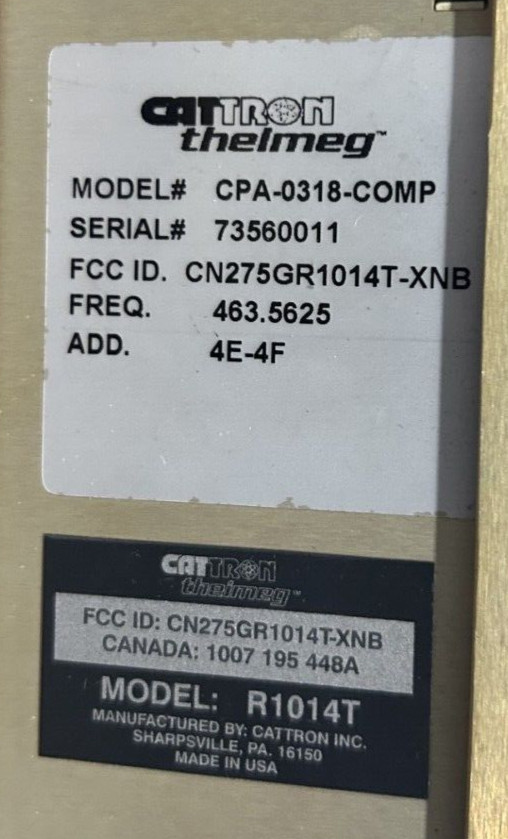 CATTRON
theimeg™
MODEL# CPA-0318-COMP
SERIAL# 73560011
FCC ID. CN275GR1014T-XNB
FREQ. 463.5625
ADD. 4E-4F
CATTRON
theimeg™
FCC ID: CN275GR1014T-XNB
CANADA: 1007 195 448A
MODEL: R1014T
MANUFACTURED BY: CATTRON INC.
SHARPSVILLE, PA. 16150
MADE IN USA